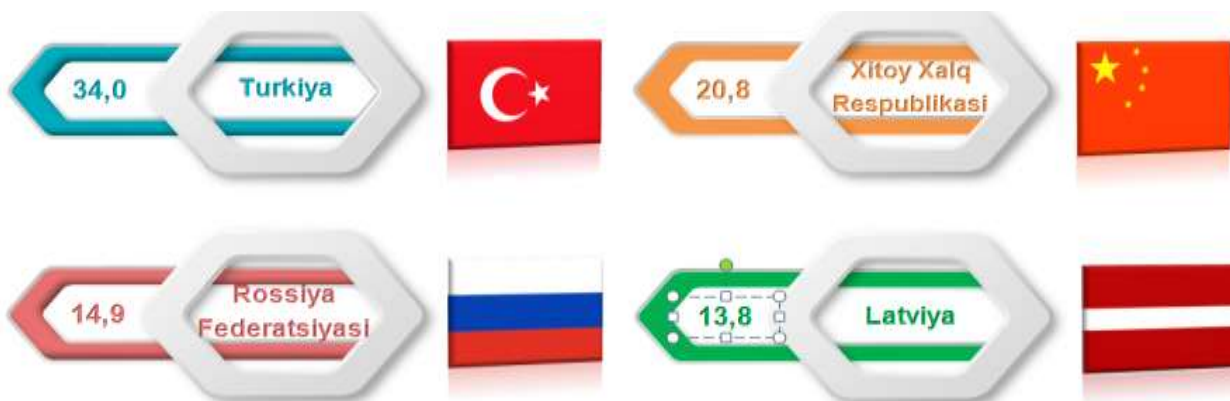 34,0
Turkiya
20,8
Xitoy Xalq
Respublikasi
14,9
Rossiya
Federatsiyasi
13,8
Latviya